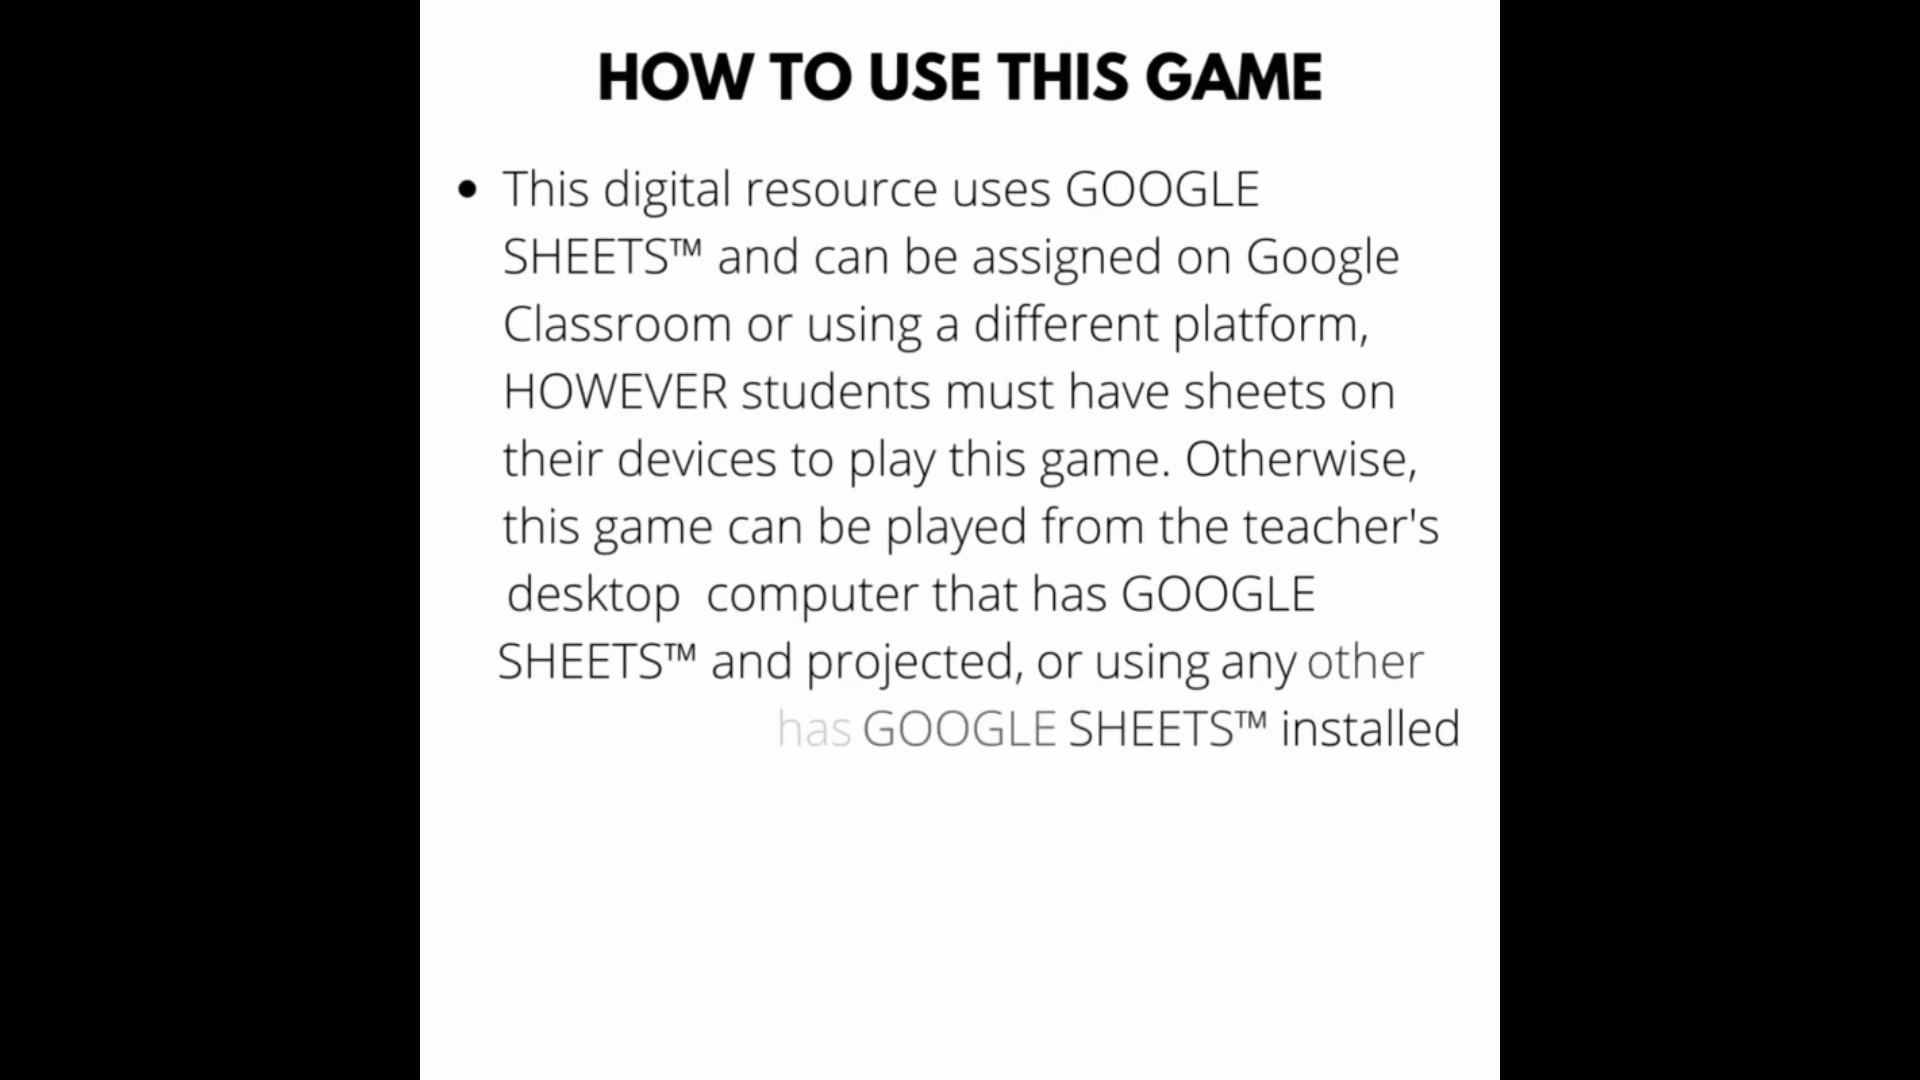 HOW TO USE THIS GAME
• This digital resource uses GOOGLE
SHEETS™ and can be assigned on Google
Classroom or using a different platform,
HOWEVER students must have sheets on
their devices to play this game. Otherwise,
this game can be played from the teacher's
desktop computer that has GOOGLE
SHEETS™ and projected, or using any other
has GOOGLE SHEETS™ installed